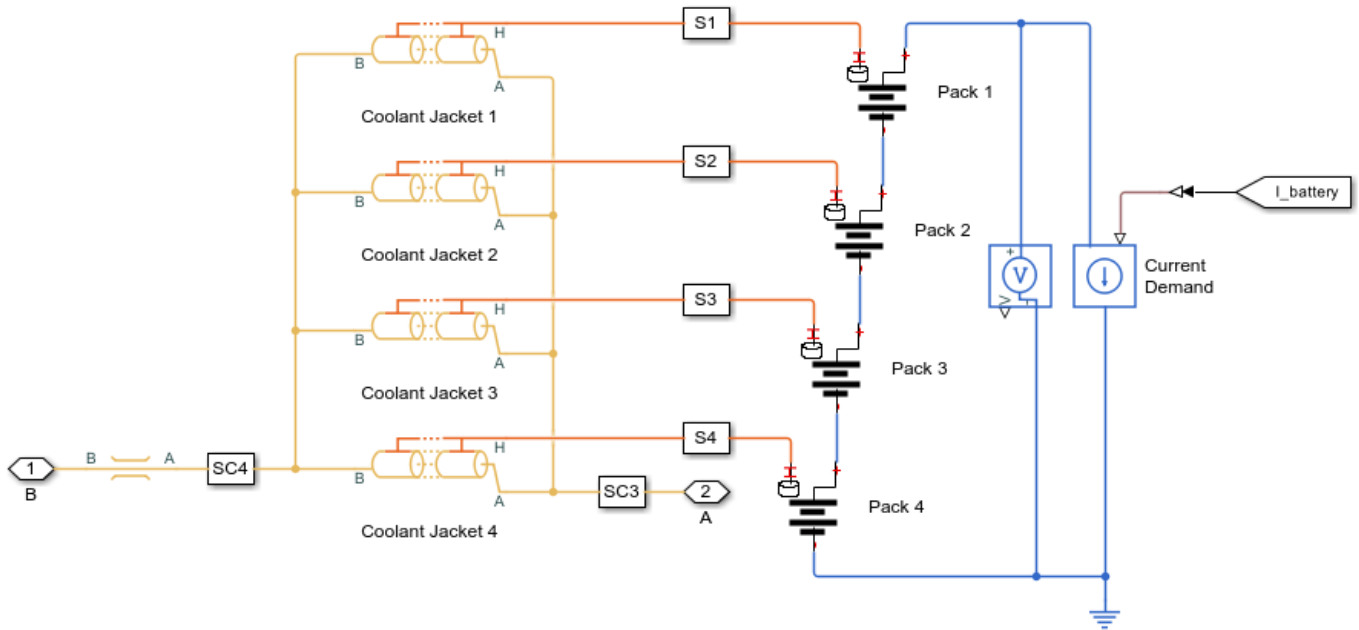 H
S1
B
A
Pack 1
Coolant Jacket 1
H
S2
B
I_battery
A
Pack 2
Coolant Jacket 2
+
V
V
-
Current
Demand
H
S3
B
A
Pack 3
Coolant Jacket 3
H
S4
1
B
B
A
SC4
B
A
SC3
2
A
Pack 4
Coolant Jacket 4